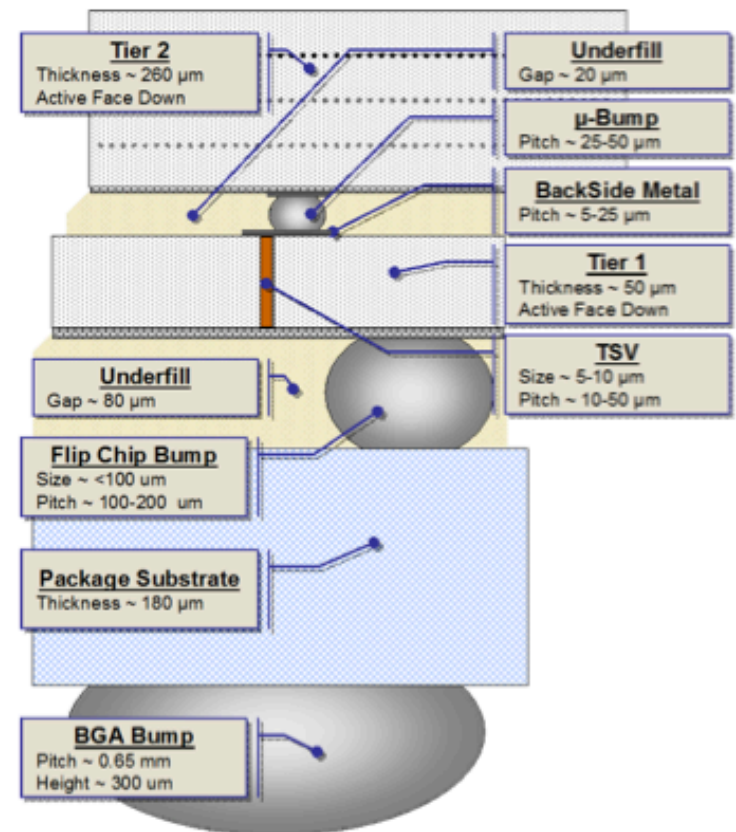 Tier 2
Thickness ~ 260 µm
Active Face Down
Underfill
Gap ~ 20 µm
µ-Bump
Pitch ~ 25-50 µm
BackSide Metal
Pitch ~ 5-25 µm
Tier 1
Thickness ~ 50 µm
Active Face Down
TSV
Size ~ 5-10 µm
Pitch ~ 10-50 µm
Underfill
Gap ~ 80 µm
Flip Chip Bump
Size ~ <100 um
Pitch ~ 100-200 um
Package Substrate
Thickness ~ 180 µm
BGA Bump
Pitch ~ 0.65 mm
Height ~ 300 um